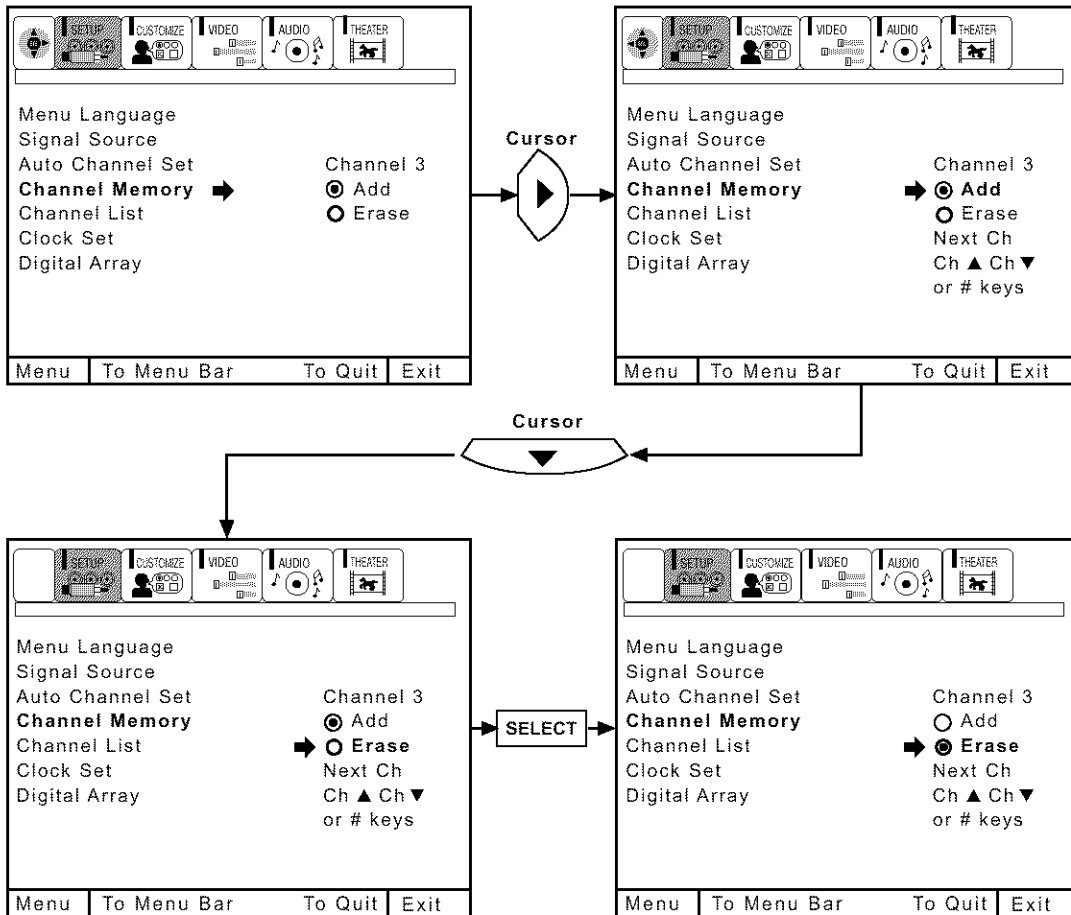 SETUP CUSTOMIZE VIDEO AUDIO THEATER
Menu Language
Signal Source
Auto Channel Set Channel 3
Channel Memory ➡ Add
Channel List Erase
Clock Set
Digital Array
Menu To Menu Bar To Quit Exit
Cursor
SETUP CUSTOMIZE VIDEO AUDIO THEATER
Menu Language
Signal Source
Auto Channel Set Channel 3
Channel Memory ➡ Add
Channel List Erase
Clock Set Next Ch
Digital Array Ch ▲ Ch ▼
or # keys
Menu To Menu Bar To Quit Exit
Cursor
SETUP CUSTOMIZE VIDEO AUDIO THEATER
Menu Language
Signal Source
Auto Channel Set Channel 3
Channel Memory Add
Channel List ➡ Erase
Clock Set Next Ch
Digital Array Ch ▲ Ch ▼
or # keys
Menu To Menu Bar To Quit Exit
SELECT
SETUP CUSTOMIZE VIDEO AUDIO THEATER
Menu Language
Signal Source
Auto Channel Set Channel 3
Channel Memory Add
Channel List ➡ Erase
Clock Set Next Ch
Digital Array Ch ▲ Ch ▼
or # keys
Menu To Menu Bar To Quit Exit